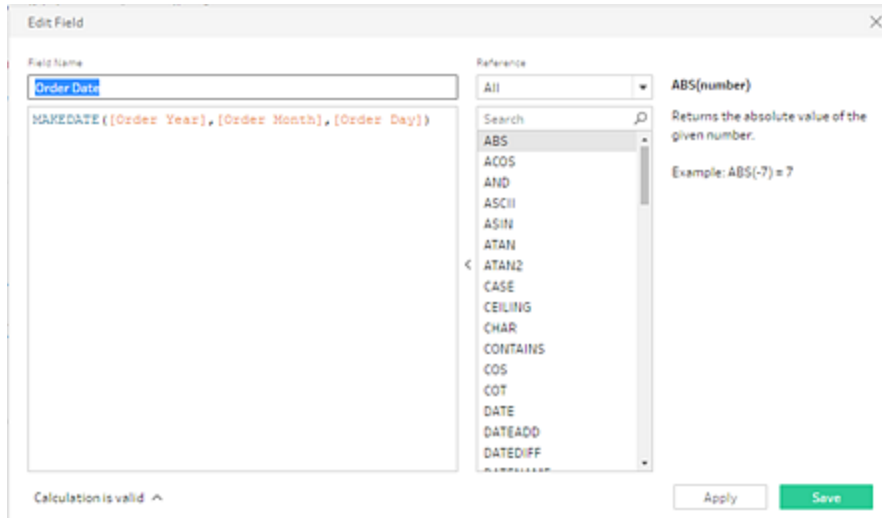 Edit Field
Field Name
Order Date
MAKEDATE([Order Year],[Order Month],[Order Day])
Reference
All
Search
ABS
ACOS
AND
ASCII
ASIN
ATAN
ATAN2
CASE
CEILING
CHAR
CONTAINS
COS
COT
DATE
DATEADD
DATEDIFF
DATENAME
ABS(number)
Returns the absolute value of the
given number.
Example: ABS(-7) = 7
Calculation is valid
Apply
Save